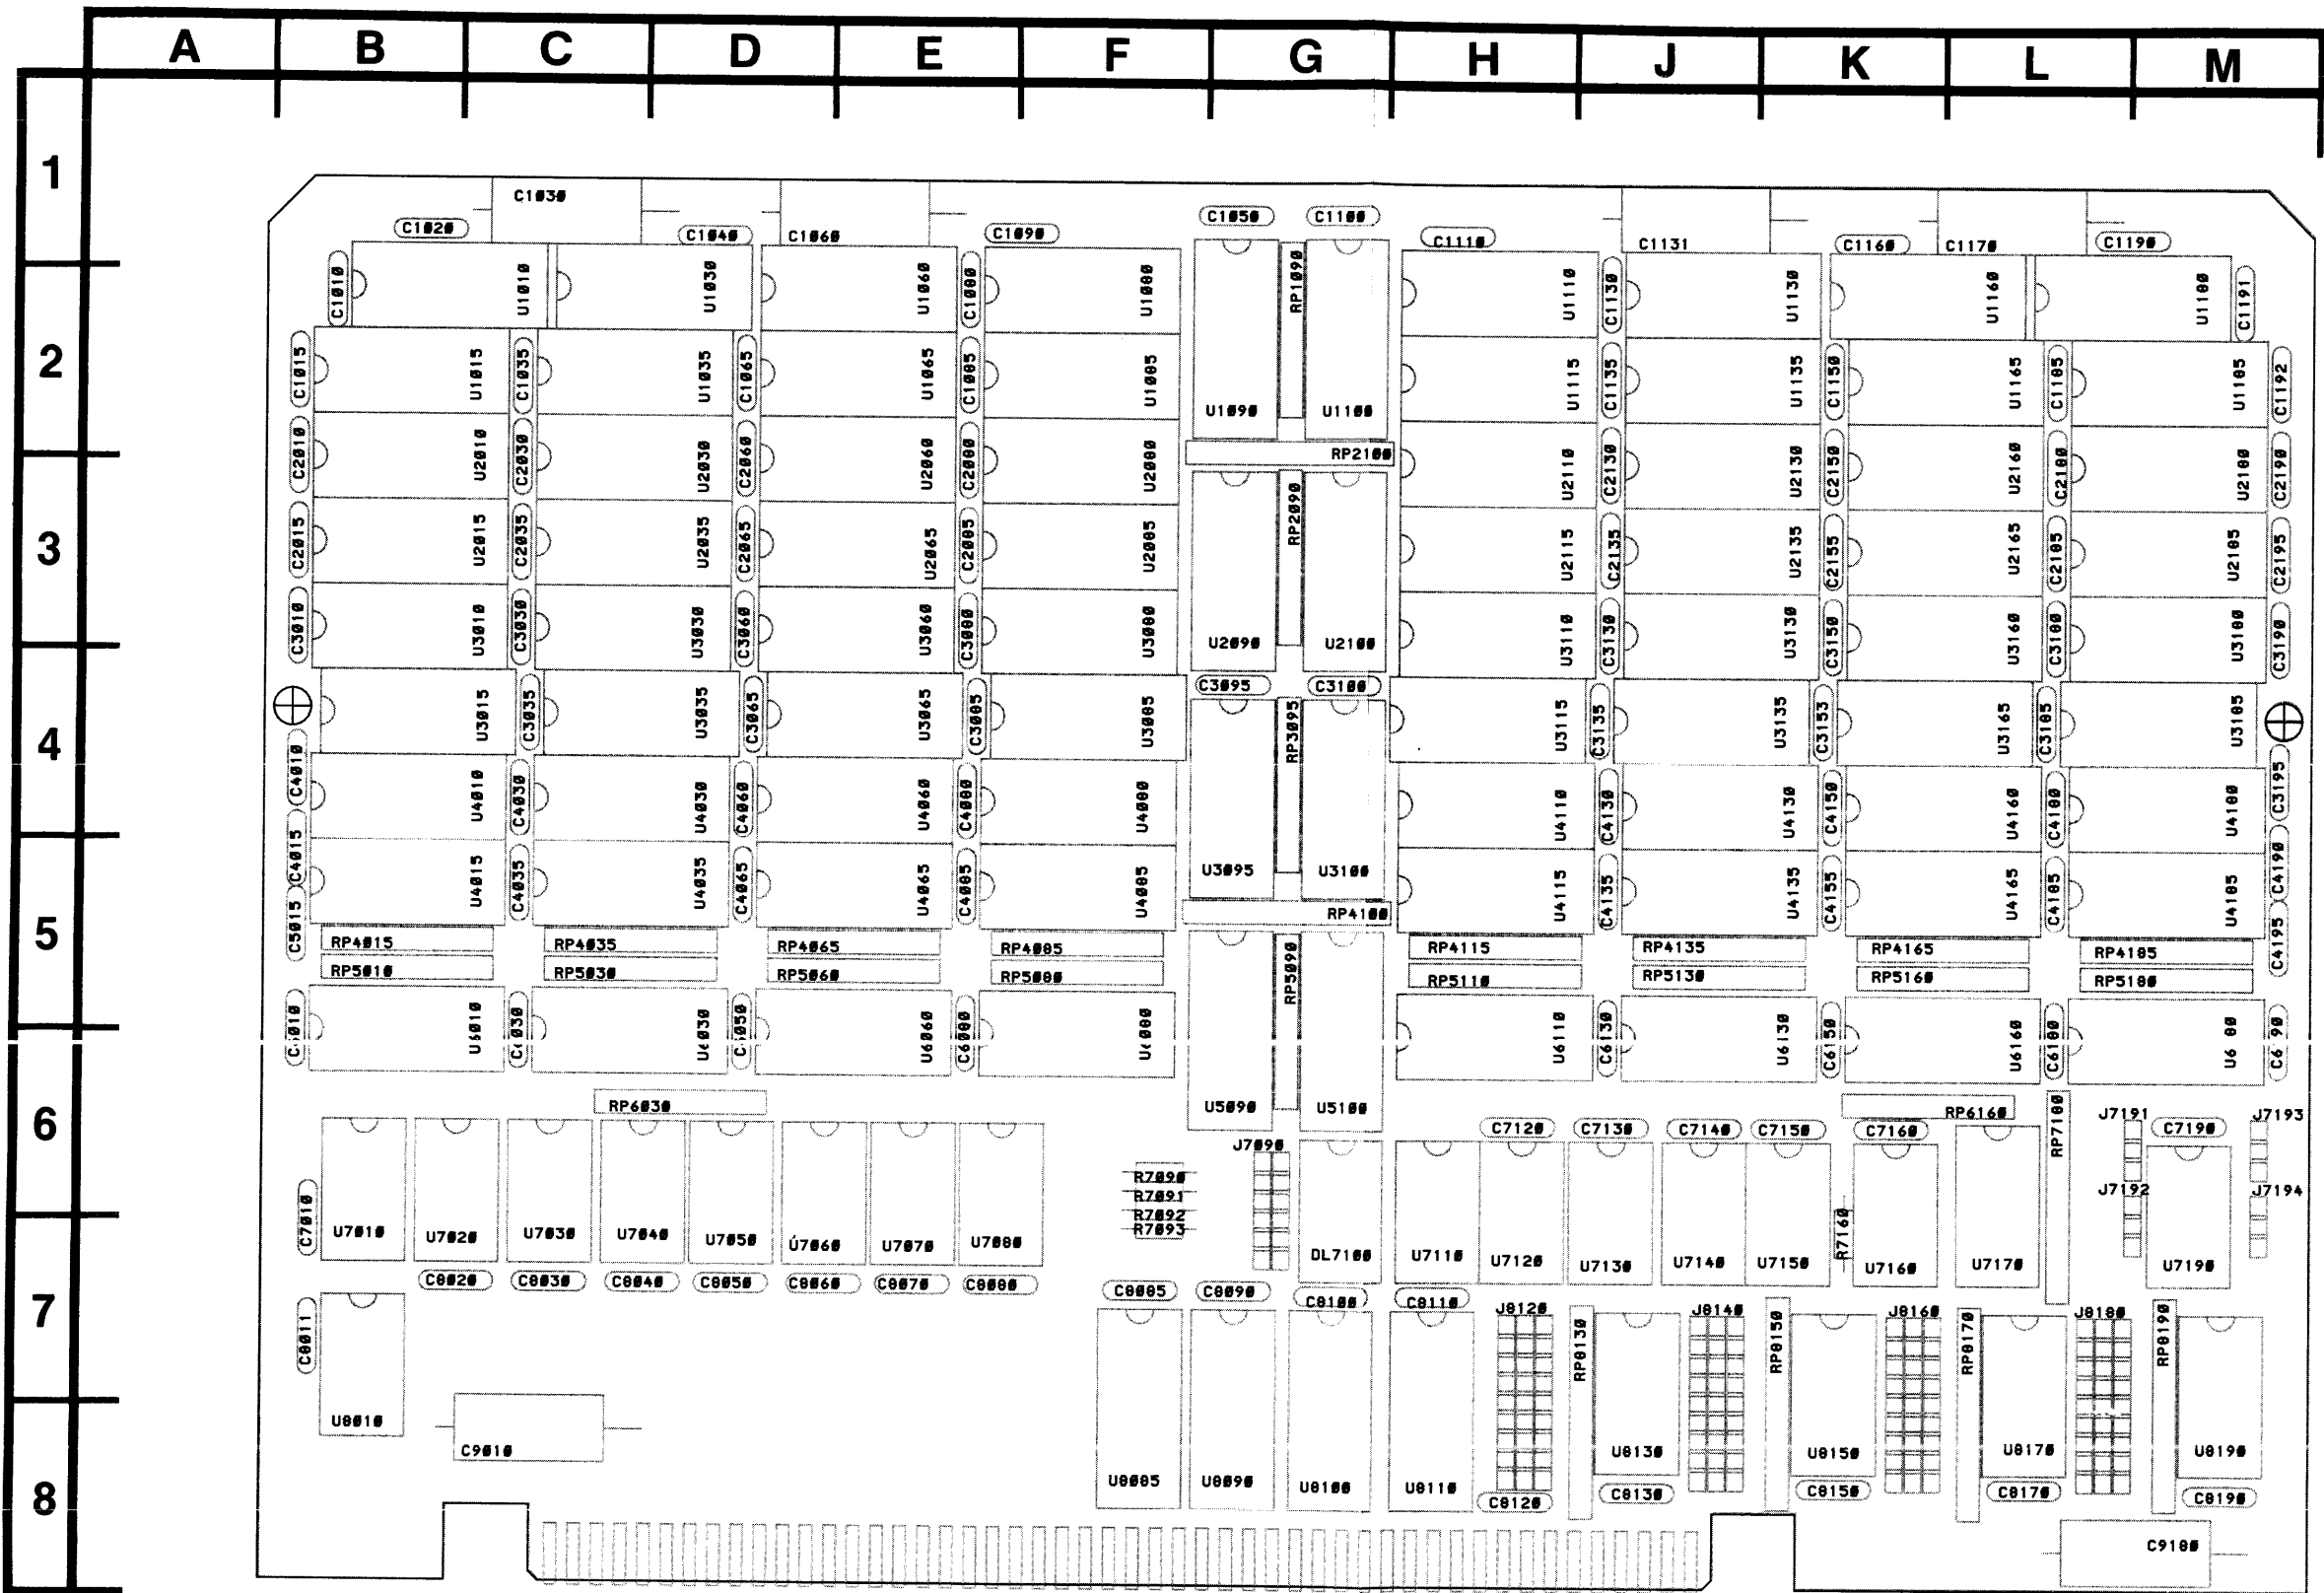 A B C D E F G H J K L M
1
C1030
C1020 C1040 C1060 C1090 C1050 C1100 C1110 C1131 C1160 C1170 C1190
C1010 U1010 U1030 U1060 C1080 U1080 RP1090 U1110 C1130 U1130 U1160 U1180 C1191
2
C1015 U1015 C1035 U1035 C1065 U1065 C1085 U1085 U1090 U1100 U1115 C1135 U1135 C1150 U1165 C1185 U1185 C1192
RP2100
C2010 U2010 C2030 U2030 C2060 U2060 C2080 U2080 U2110 C2130 U2130 C2150 U2160 C2180 U2180 C2190
3
C2015 U2015 C2035 U2035 C2065 U2065 C2085 U2085 RP2090 U2115 C2135 U2135 C2155 U2165 C2185 U2185 C2195
C3010 U3010 C3030 U3030 C3060 U3060 C3080 U3080 U2090 U2100 U3110 C3130 U3130 C3150 U3160 C3180 U3180 C3190
C3095 C3100
4
U3015 C3035 U3035 C3065 U3065 C3085 U3085 RP3095 U3115 C3135 U3135 C3153 U3165 C3185 U3185
C4010 U4010 C4030 U4030 C4060 U4060 C4080 U4080 U4110 C4130 U4130 C4150 U4160 C4180 U4180 C3195
C4015 U4015 C4035 U4035 C4065 U4065 C4085 U4085 U3095 U3100 U4115 C4135 U4135 C4155 U4165 C4185 U4185 C4190
5
RP4100
C5015 RP4015 RP4035 RP4065 RP4085 RP4115 RP4135 RP4165 RP4185 C4195
RP5010 RP5030 RP5060 RP5080 RP5090 RP5110 RP5130 RP5160 RP5180
U6010 U6030 U6060 C6080 U6080 U6110 C6130 U6130 C6150 U6160 C6180
6
RP6030 U5090 U5100 RP6160 RP7180 J7191 J7193
C7120 C7130 C7140 C7150 C7160 C7190
J7090
R7090
R7091
R7092
R7093
J7192 J7194
C7010 U7010 U7020 U7030 U7040 U7050 U7060 U7070 U7080 DL7100 U7110 U7120 U7130 U7140 U7150 R7160 U7160 U7170 U7190
C8020 C8030 C8040 C8050 C8060 C8070 C8080 C8085 C8090 C8100 C8110
7
C8011 J8120 RP8130 J8140 RP8150 J8160 RP8170 J8180 RP8190
U8010 C9010
8
U8085 U8090 U8100 U8110 U8130 U8150 U8170 U8190
C8120 C8130 C8150 C8170 C8190
C9180